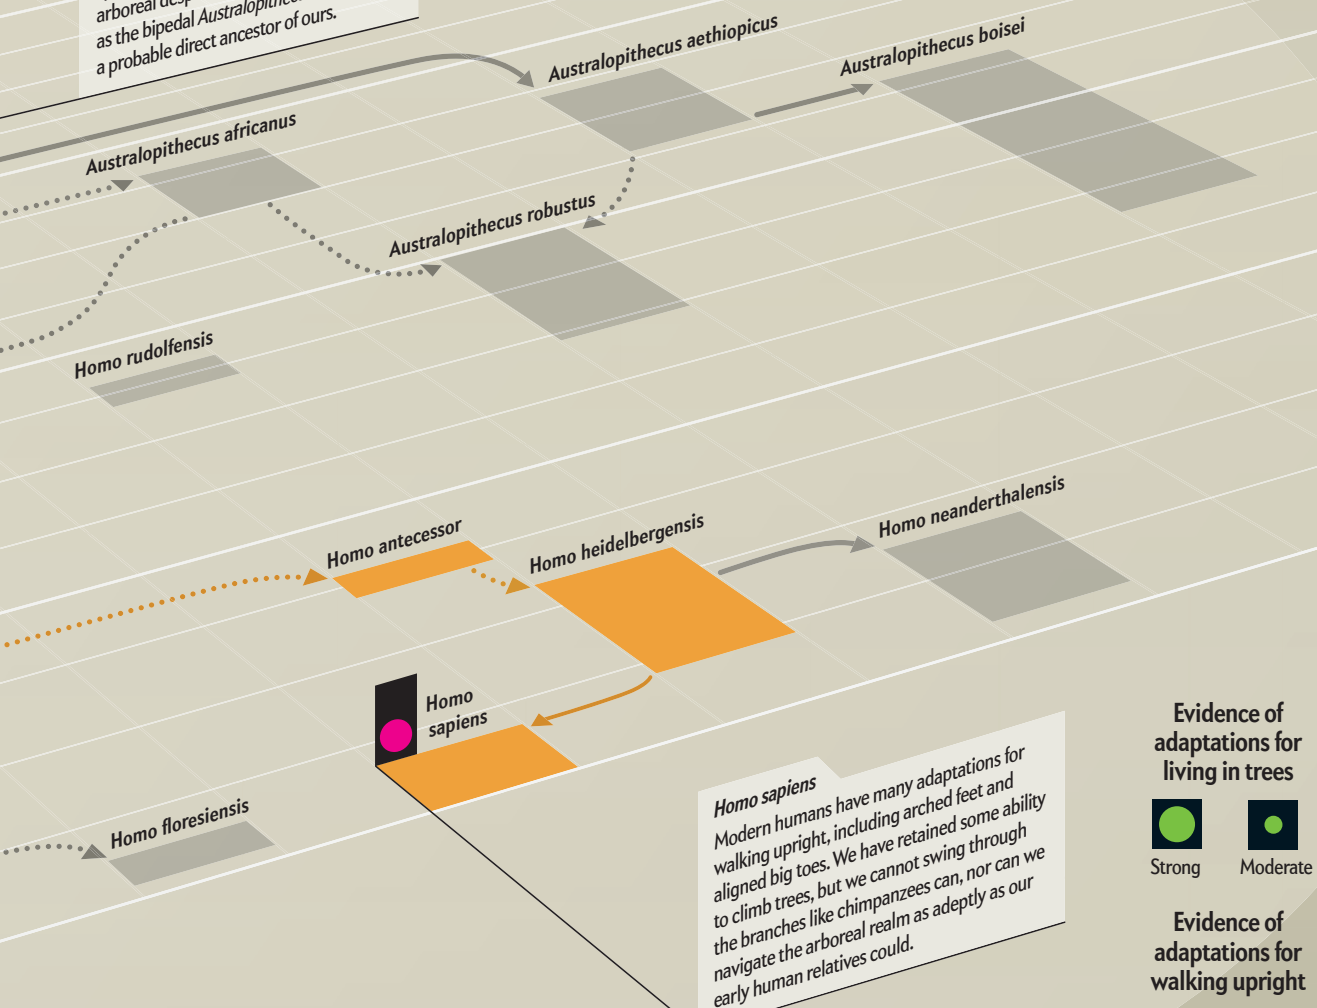 arboreal
as the bipedal
a probable direct ancestor of ours.
Australopithecus aethiopicus
Australopithecus boisei
Australopithecus africanus
Australopithecus robustus
Homo rudolfensis
Homo antecessor
Homo heidelbergensis
Homo neanderthalensis
Homo
sapiens
Homo floresiensis
Homo sapiens
Modern humans have many adaptations for
walking upright, including arched feet and
aligned big toes. We have retained some ability
to climb trees, but we cannot swing through
the branches like chimpanzees can, nor can we
navigate the arboreal realm as adeptly as our
early human relatives could.
Evidence of
adaptations for
living in trees
Strong Moderate
Evidence of
adaptations for
walking upright